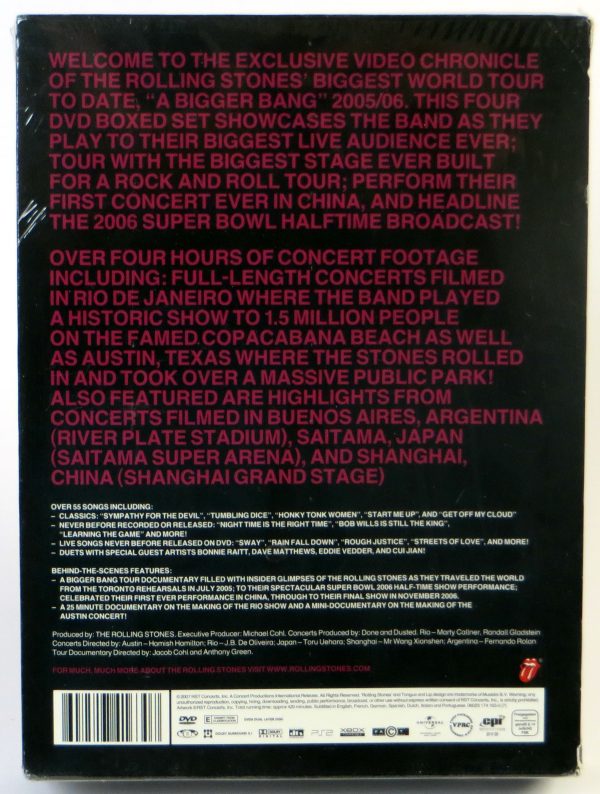 WELCOME TO THE EXCLUSIVE VIDEO CHRONICLE
OF THE ROLLING STONES' BIGGEST WORLD TOUR
TO DATE, "A BIGGER BANG" 2005/06. THIS FOUR
DVD BOXED SET SHOWCASES THE BAND AS THEY
PLAY TO THEIR BIGGEST LIVE AUDIENCE EVER;
TOUR WITH THE BIGGEST STAGE EVER BUILT
FOR A ROCK AND ROLL TOUR; PERFORM THEIR
FIRST CONCERT EVER IN CHINA, AND HEADLINE
THE 2006 SUPER BOWL HALFTIME BROADCAST!
OVER FOUR HOURS OF CONCERT FOOTAGE
INCLUDING: FULL-LENGTH CONCERTS FILMED
IN RIO DE JANEIRO WHERE THE BAND PLAYED
A HISTORIC SHOW TO 1.5 MILLION PEOPLE
ON THE FAMED COPACABANA BEACH AS WELL
AS AUSTIN, TEXAS WHERE THE STONES ROLLED
IN AND TOOK OVER A MASSIVE PUBLIC PARK!
ALSO FEATURED ARE HIGHLIGHTS FROM
CONCERTS FILMED IN BUENOS AIRES, ARGENTINA
(RIVER PLATE STADIUM), SAITAMA, JAPAN
(SAITAMA SUPER ARENA), AND SHANGHAI,
CHINA (SHANGHAI GRAND STAGE)
OVER 55 SONGS INCLUDING:
– CLASSICS: "SYMPATHY FOR THE DEVIL", "TUMBLING DICE", "HONKY TONK WOMEN", "START ME UP", AND "GET OFF MY CLOUD"
– NEVER BEFORE RECORDED OR RELEASED: "NIGHT TIME IS THE RIGHT TIME", "BOB WILLS IS STILL THE KING",
"LEARNING THE GAME" AND MORE!
– LIVE SONGS NEVER BEFORE RELEASED ON DVD: "SWAY", "RAIN FALL DOWN", "ROUGH JUSTICE", "STREETS OF LOVE", AND MORE!
– DUETS WITH SPECIAL GUEST ARTISTS BONNIE RAITT, DAVE MATTHEWS, EDDIE VEDDER, AND CUI JIAN!
BEHIND-THE-SCENES FEATURES:
– A BIGGER BANG TOUR DOCUMENTARY FILLED WITH INSIDER GLIMPSES OF THE ROLLING STONES AS THEY TRAVELED THE WORLD
FROM THE TORONTO REHEARSALS IN JULY 2005; TO THEIR SPECTACULAR SUPER BOWL 2006 HALF-TIME SHOW PERFORMANCE;
CELEBRATED THEIR FIRST EVER PERFORMANCE IN CHINA, THROUGH TO THEIR FINAL SHOW IN NOVEMBER 2006.
– A 25 MINUTE DOCUMENTARY ON THE MAKING OF THE RIO SHOW AND A MINI-DOCUMENTARY ON THE MAKING OF THE
AUSTIN CONCERT!
Produced by: THE ROLLING STONES. Executive Producer: Michael Cohl. Concerts Produced by: Done and Dusted. Rio – Marty Callner, Randall Gladstein
Concerts Directed by: Austin – Hamish Hamilton; Rio – J.B. De Oliveira; Japan – Toru Uehara; Shanghai – Mr Wang Xianshen; Argentina – Fernando Rolan
Tour Documentary Directed by: Jacob Cohl and Anthony Green.
FOR MUCH, MUCH MORE ABOUT THE ROLLING STONES VISIT WWW.ROLLINGSTONES.COM
DVD
E
DOLBY SURROUND 5.1
DOLBY DIGITAL
dts
PS2
XBOX
UNIVERSAL
VPRC
cpi